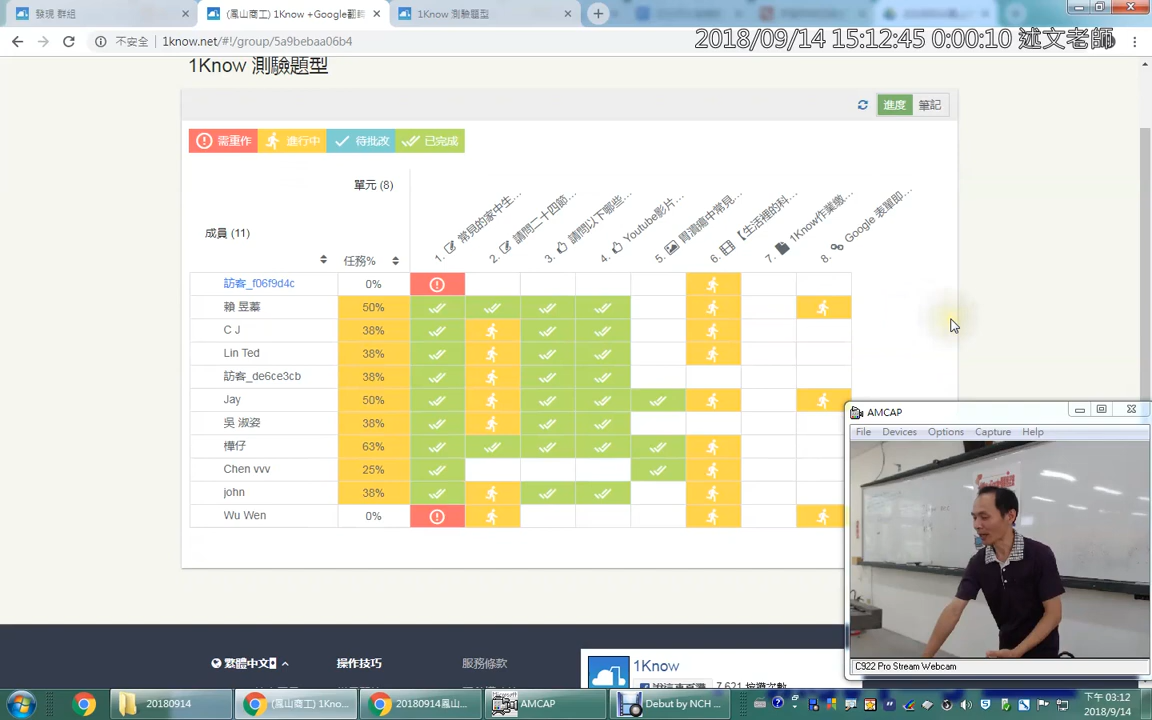 發現 群組
(鳳山商工) 1Know +Google翻轉
1Know 測驗題型
不安全
1know.net/#!/group/5a9bebaa06b4
2018/09/14 15:12:45 0:00:10 述文老師
1Know 測驗題型
進度
筆記
需重作
進行中
待批改
已完成
單元 (8)
成員 (11)
任務%
1. 常見的家中生...
2. 請問二十四節...
3. 請問以下哪些...
4. Youtube影片...
5. 胃潰瘍中常見...
6. 【生活裡的科...
7. 1Know作業繳...
8. Google 表單即...
訪客_f06f9d4c 0%
賴 昱蓁 50%
C J 38%
Lin Ted 38%
訪客_de6ce3cb 38%
Jay 50%
吳 淑姿 38%
樺仔 63%
Chen vvv 25%
john 38%
Wu Wen 0%
AMCAP
File Devices Options Capture Help
C922 Pro Stream Webcam
繁體中文
操作技巧
服務條款
1Know
20180914
(鳳山商工) 1Kno...
20180914鳳山...
AMCAP
Debut by NCH ...
下午 03:12
2018/9/14